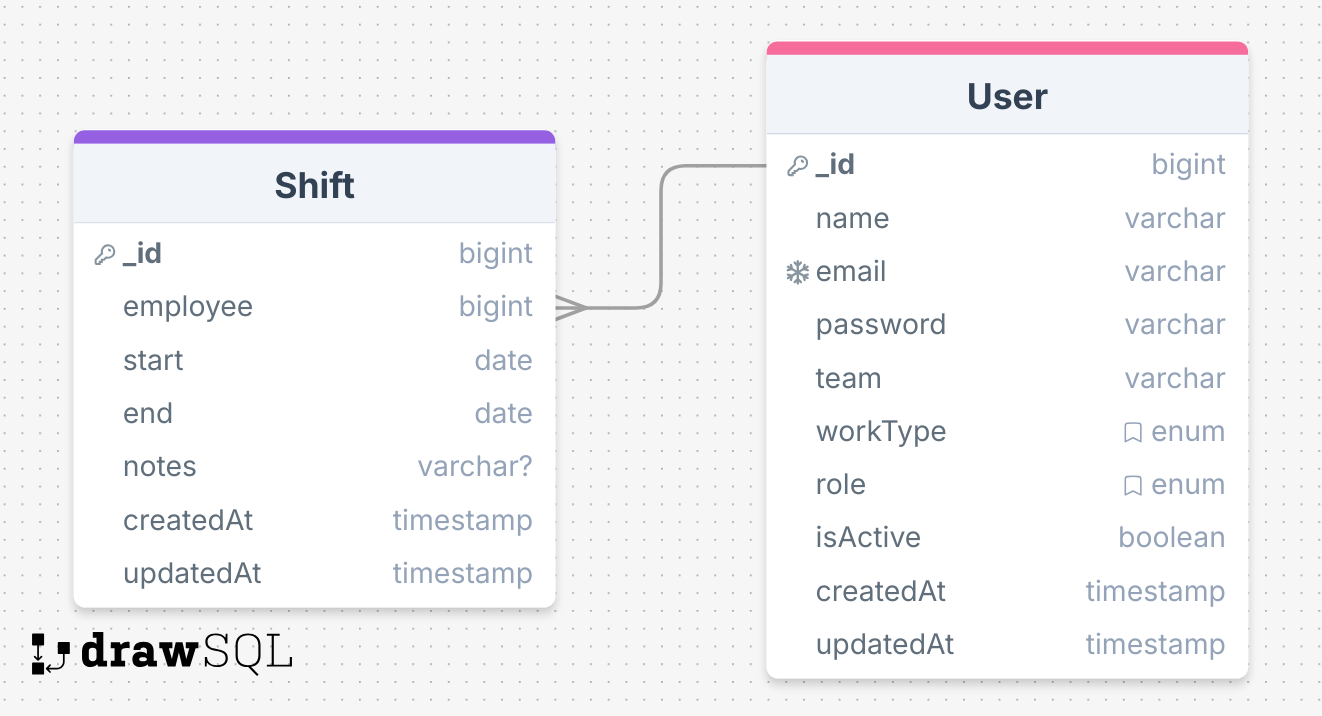 Shift
_id bigint
employee bigint
start date
end date
notes varchar?
createdAt timestamp
updatedAt timestamp
User
_id bigint
name varchar
email varchar
password varchar
team varchar
workType enum
role enum
isActive boolean
createdAt timestamp
updatedAt timestamp
drawSQL